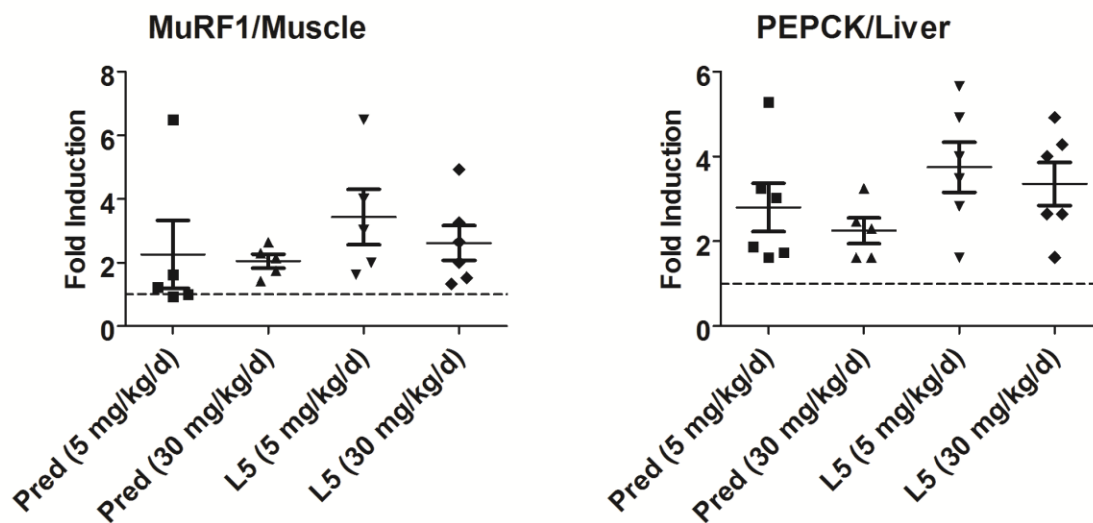 MuRF1/Muscle
Fold Induction
8
6
4
2
0
Pred (5 mg/kg/d)
Pred (30 mg/kg/d)
L5 (5 mg/kg/d)
L5 (30 mg/kg/d)
PEPCK/Liver
Fold Induction
6
4
2
0
Pred (5 mg/kg/d)
Pred (30 mg/kg/d)
L5 (5 mg/kg/d)
L5 (30 mg/kg/d)